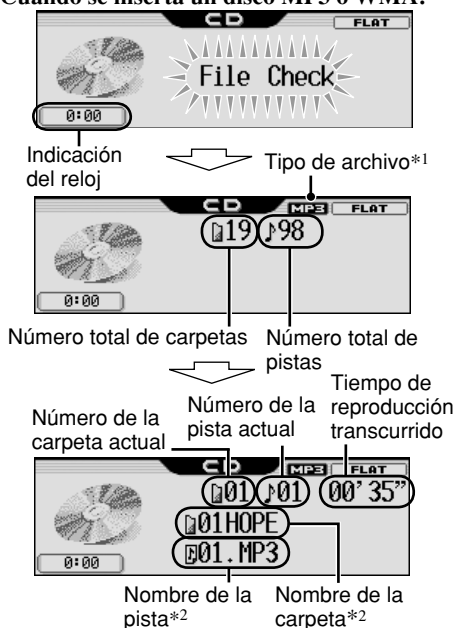 Cuando se inserta un disco MP3 o WMA:
CD FLAT
File Check
0:00
Indicación
del reloj
Tipo de archivo*1
CD MP3 FLAT
19 98
0:00
Número total de carpetas
Número total de
pistas
Número de la
carpeta actual
Número de la
pista actual
Tiempo de
reproducción
transcurrido
CD MP3 FLAT
01 01 00'35"
01HOPE
01.MP3
0:00
Nombre de la
pista*2
Nombre de la
carpeta*2